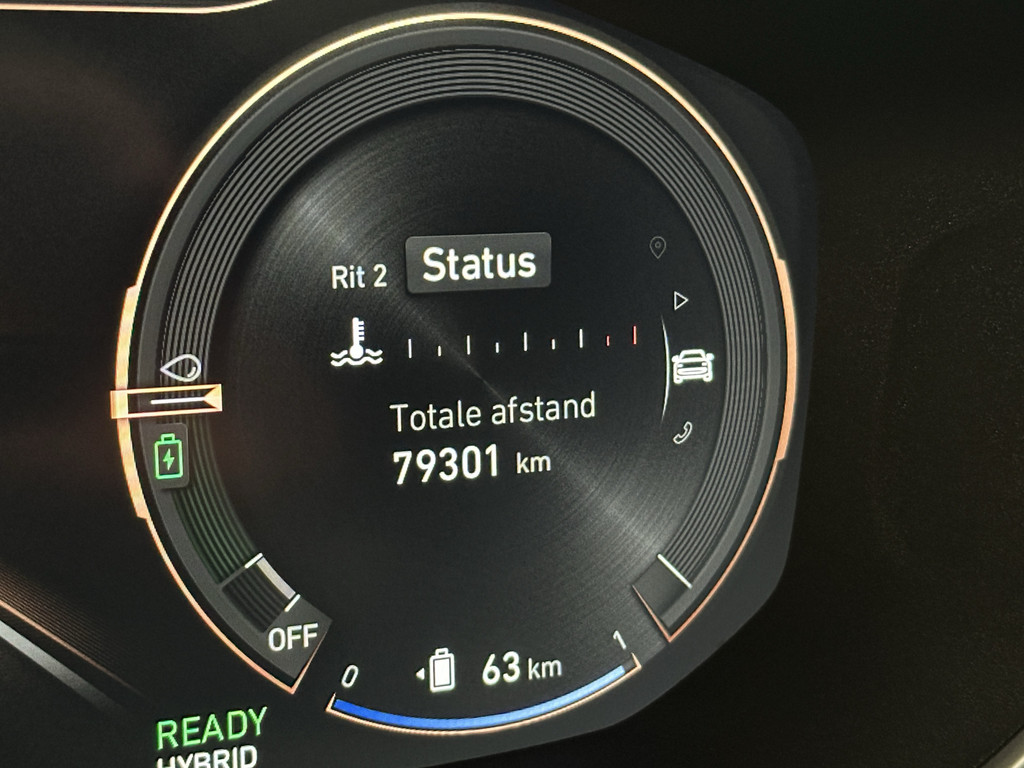 Rit 2 Status
Totale afstand
79301 km
OFF
0 63 km 1
READY
HYBRID